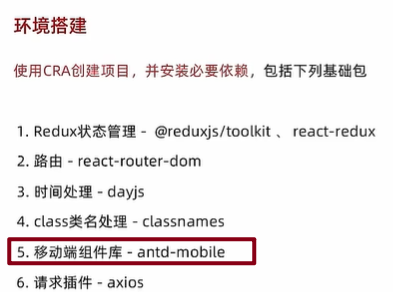 环境搭建
使用CRA创建项目，并安装必要依赖，包括下列基础包
1. Redux状态管理 - @reduxjs/toolkit 、 react-redux
2. 路由 - react-router-dom
3. 时间处理 - dayjs
4. class类名处理 - classnames
5. 移动端组件库 - antd-mobile
6. 请求插件 - axios